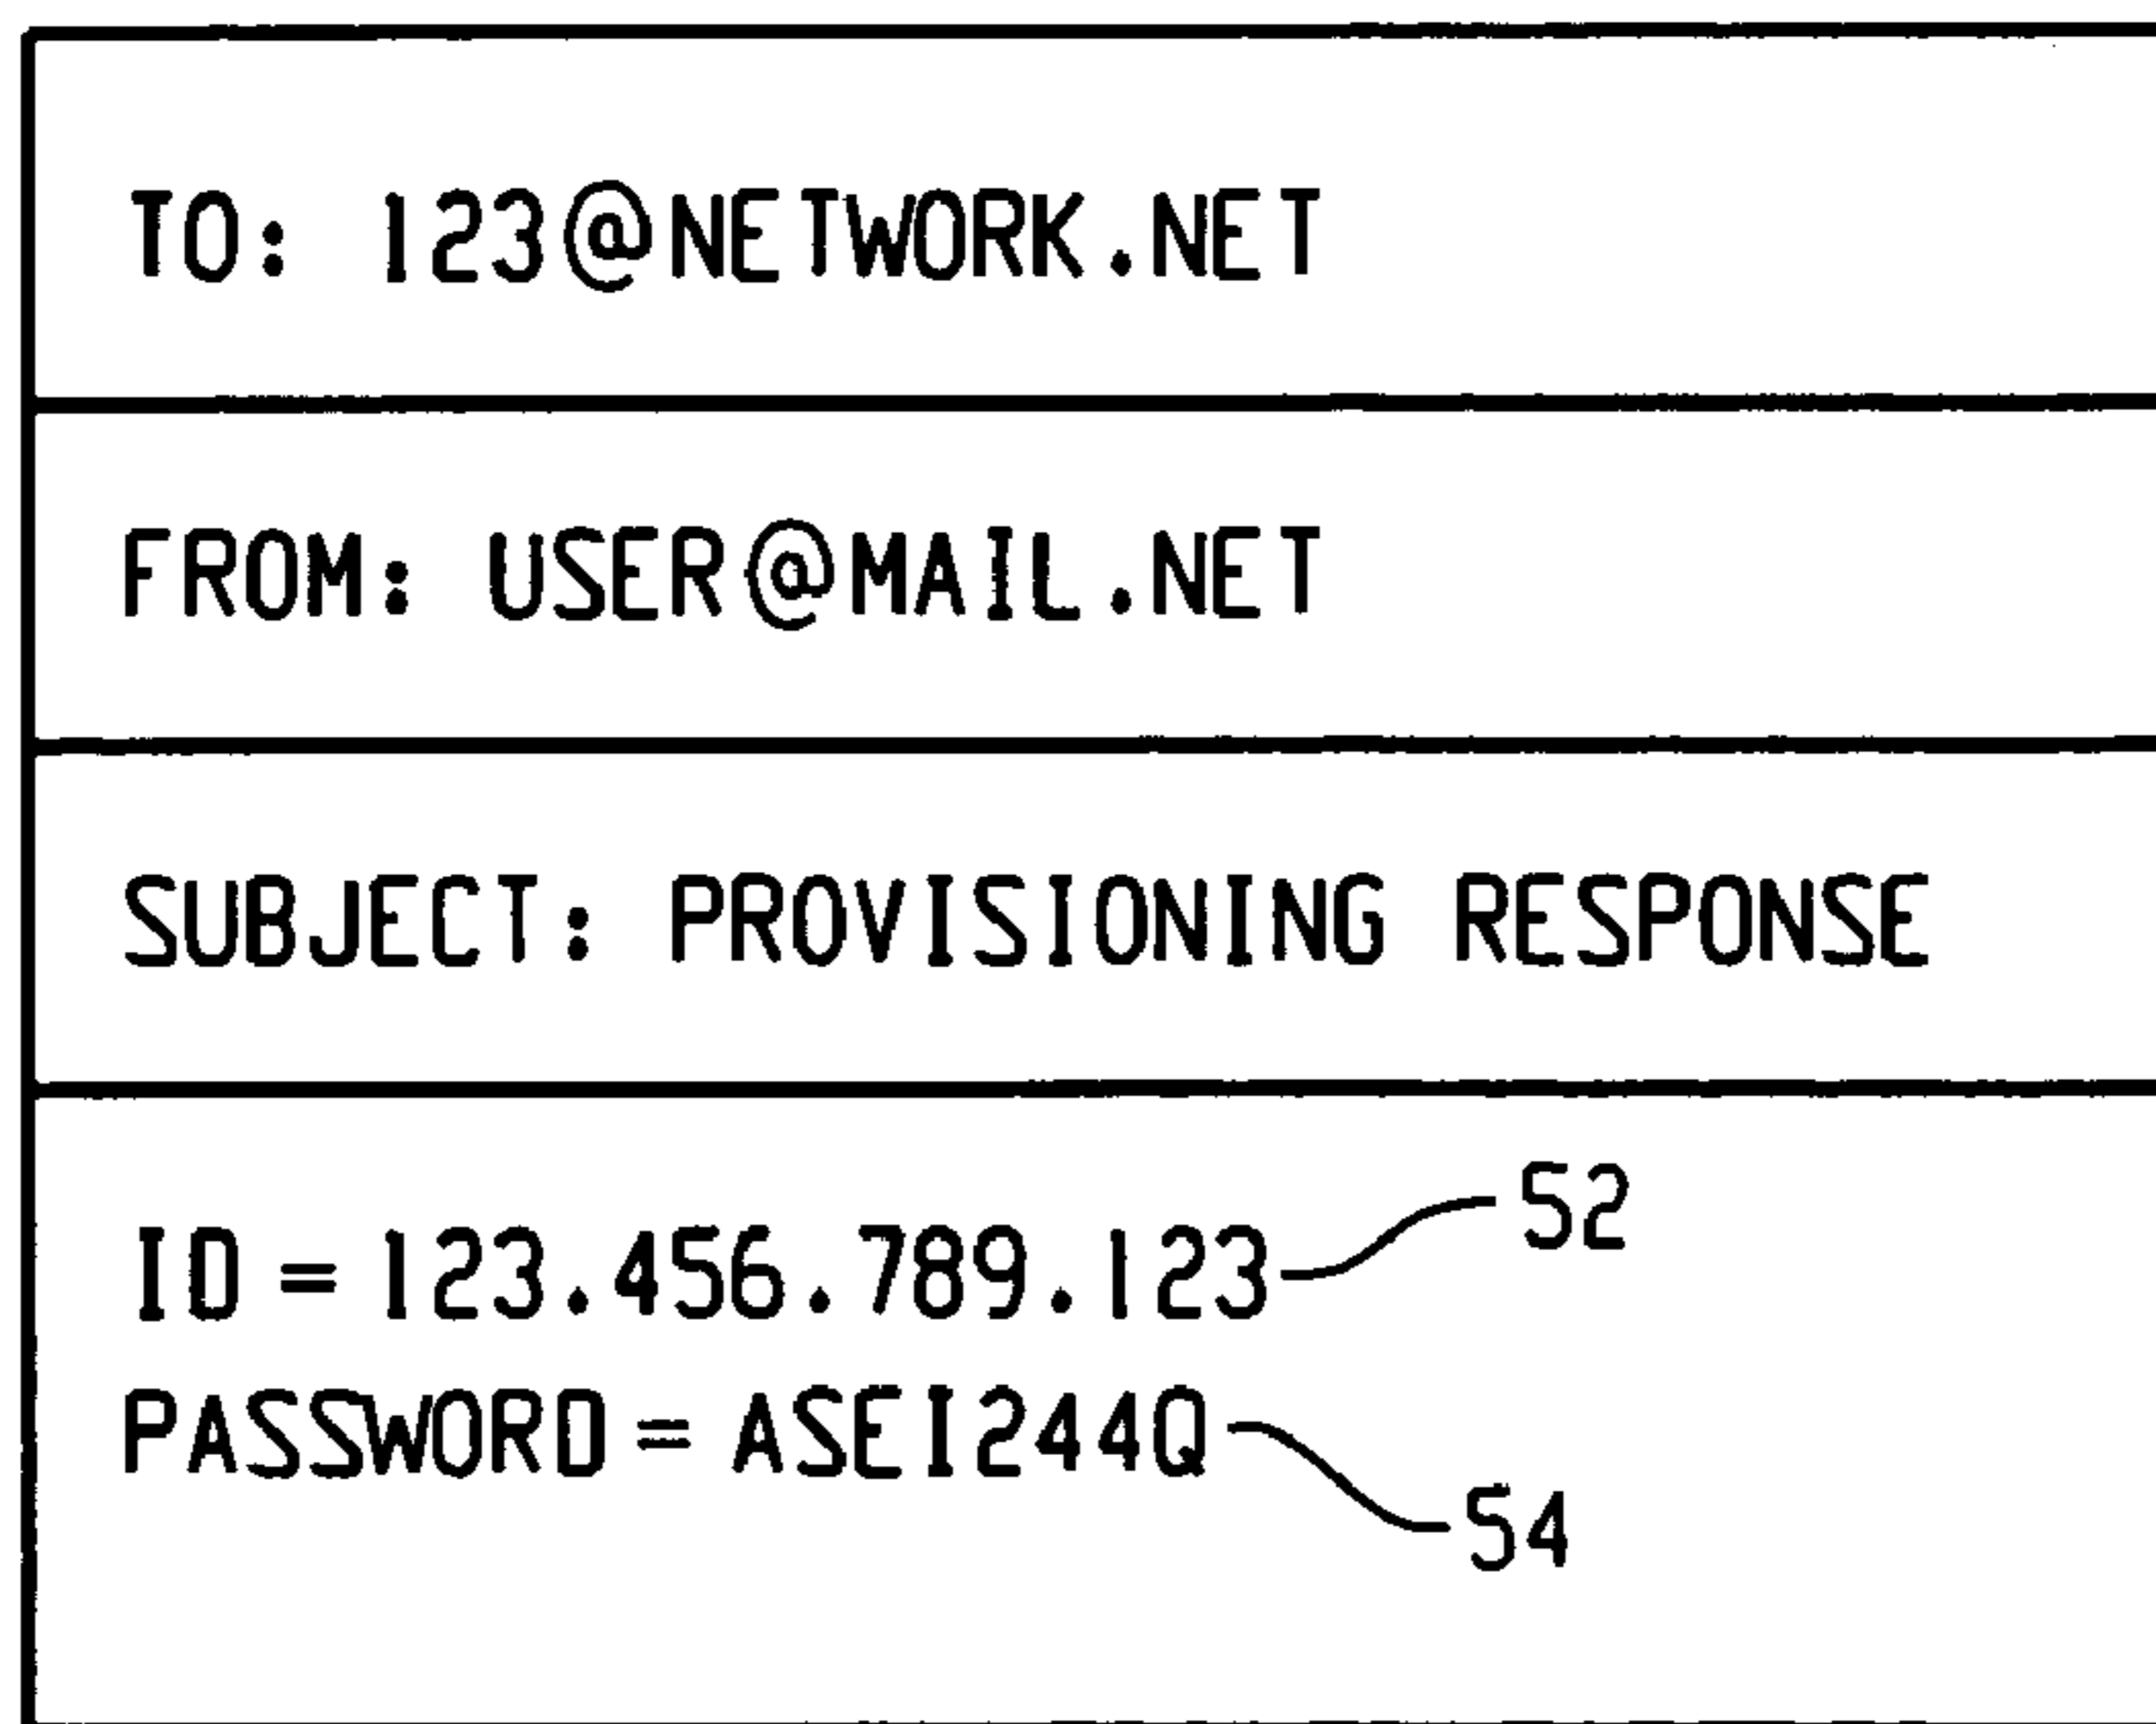 TO: 123@NETWORK.NET
FROM: USER@MAIL.NET
SUBJECT: PROVISIONING RESPONSE
52
ID = 123.456.789.123
PASSWORD = ASEI244Q
54